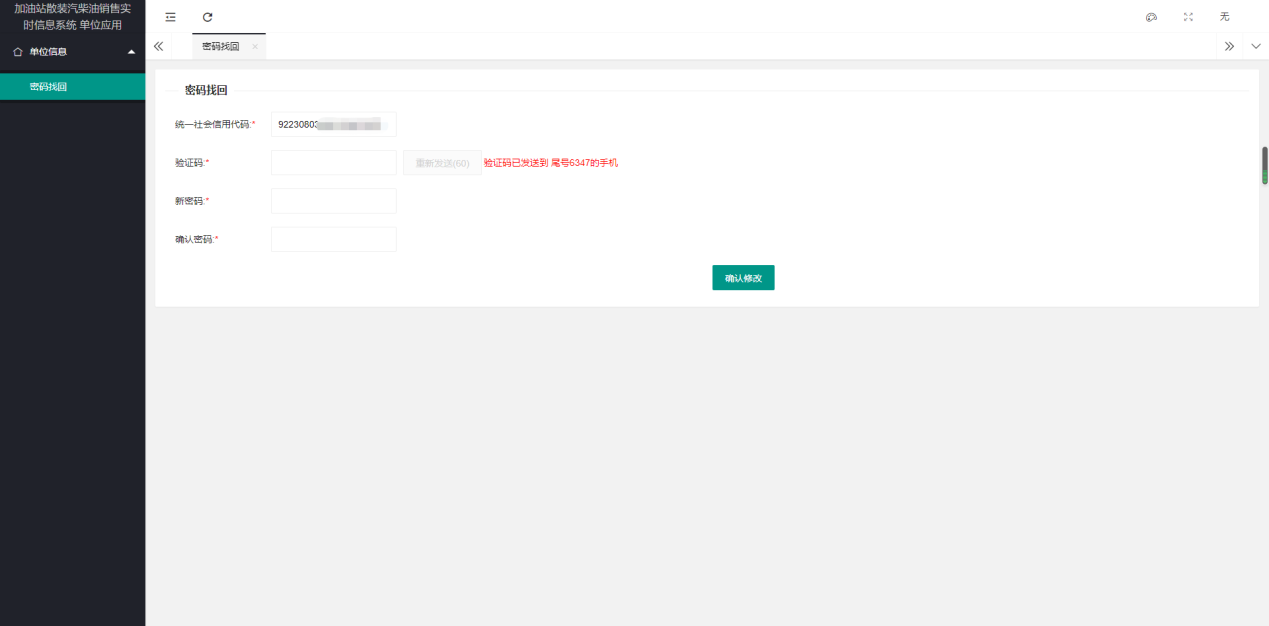 加油站散装汽柴油销售实
时信息系统 单位应用
单位信息
密码找回
无
密码找回
密码找回
统一社会信用代码:*
9223080
验证码:*
重新发送(60)
验证码已发送到 尾号6347的手机
新密码:*
确认密码:*
确认修改